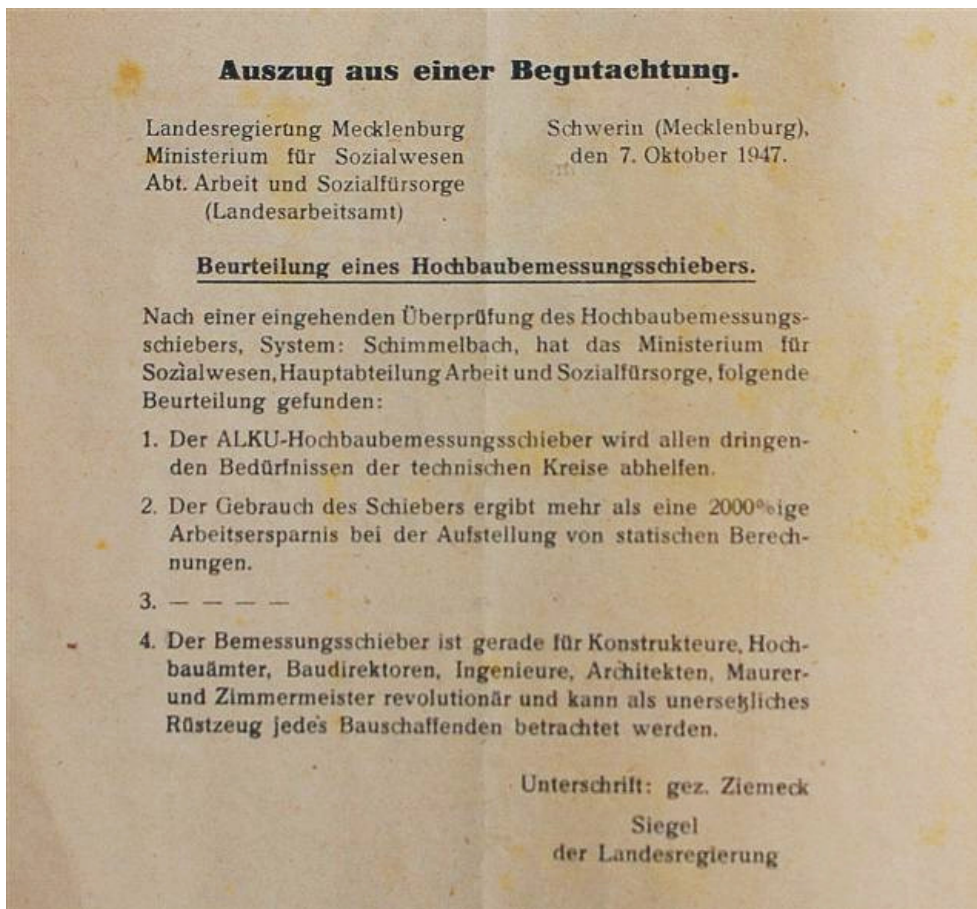 Auszug aus einer Begutachtung.
Landesregierung Mecklenburg
Ministerium für Sozialwesen
Abt. Arbeit und Sozialfürsorge
(Landesarbeitsamt)
Schwerin (Mecklenburg),
den 7. Oktober 1947.
Beurteilung eines Hochbaubemessungsschiebers.
Nach einer eingehenden Überprüfung des Hochbaubemessungs-
schiebers, System: Schimmelbach, hat das Ministerium für
Sozialwesen, Hauptabteilung Arbeit und Sozialfürsorge, folgende
Beurteilung gefunden:
1. Der ALKU-Hochbaubemessungsschieber wird allen dringen-
den Bedürfnissen der technischen Kreise abhelfen.
2. Der Gebrauch des Schiebers ergibt mehr als eine 2000%ige
Arbeitsersparnis bei der Aufstellung von statischen Berech-
nungen.
3. — — — —
4. Der Bemessungsschieber ist gerade für Konstrukteure, Hoch-
bauämter, Baudirektoren, Ingenieure, Architekten, Maurer-
und Zimmermeister revolutionär und kann als unersetzliches
Rüstzeug jedes Bauschaffenden betrachtet werden.
Unterschrift: gez. Ziemeck
Siegel
der Landesregierung